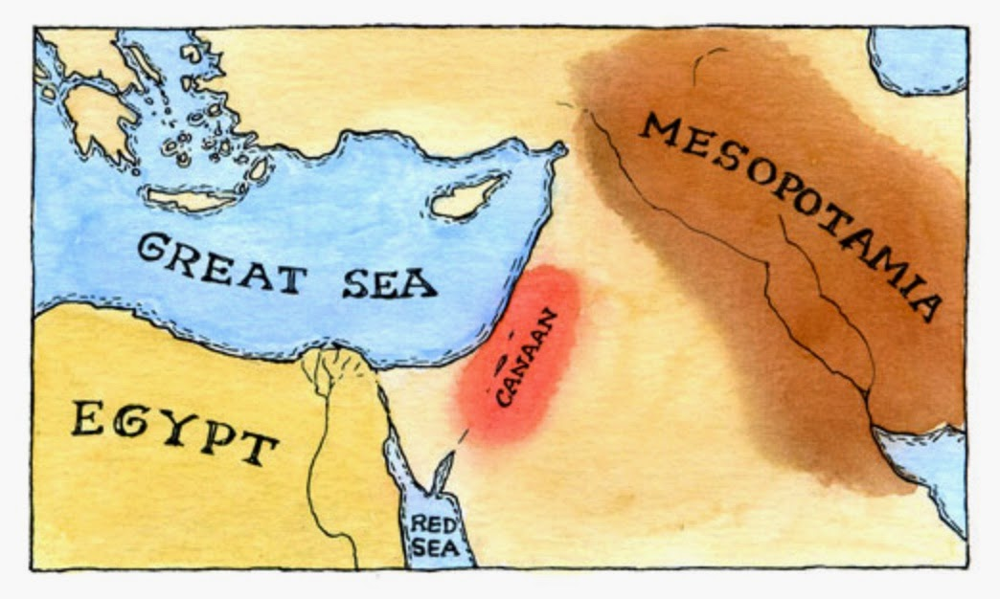 MESOPOTAMIA
GREAT SEA
CANAAN
EGYPT
RED
SEA